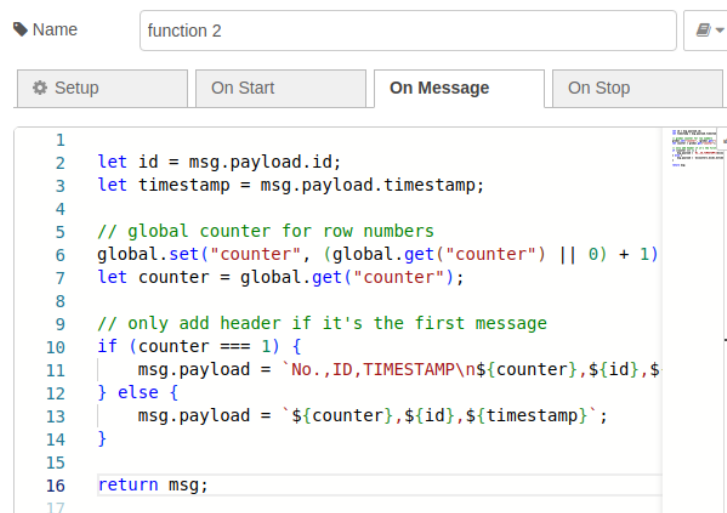 Name
function 2
Setup
On Start
On Message
On Stop
1
2 let id = msg.payload.id;
3 let timestamp = msg.payload.timestamp;
4
5 // global counter for row numbers
6 global.set("counter", (global.get("counter") || 0) + 1)
7 let counter = global.get("counter");
8
9 // only add header if it's the first message
10 if (counter === 1) {
11 msg.payload = `No.,ID,TIMESTAMP\n${counter},${id},$
12 } else {
13 msg.payload = `${counter},${id},${timestamp}`;
14 }
15
16 return msg;
17